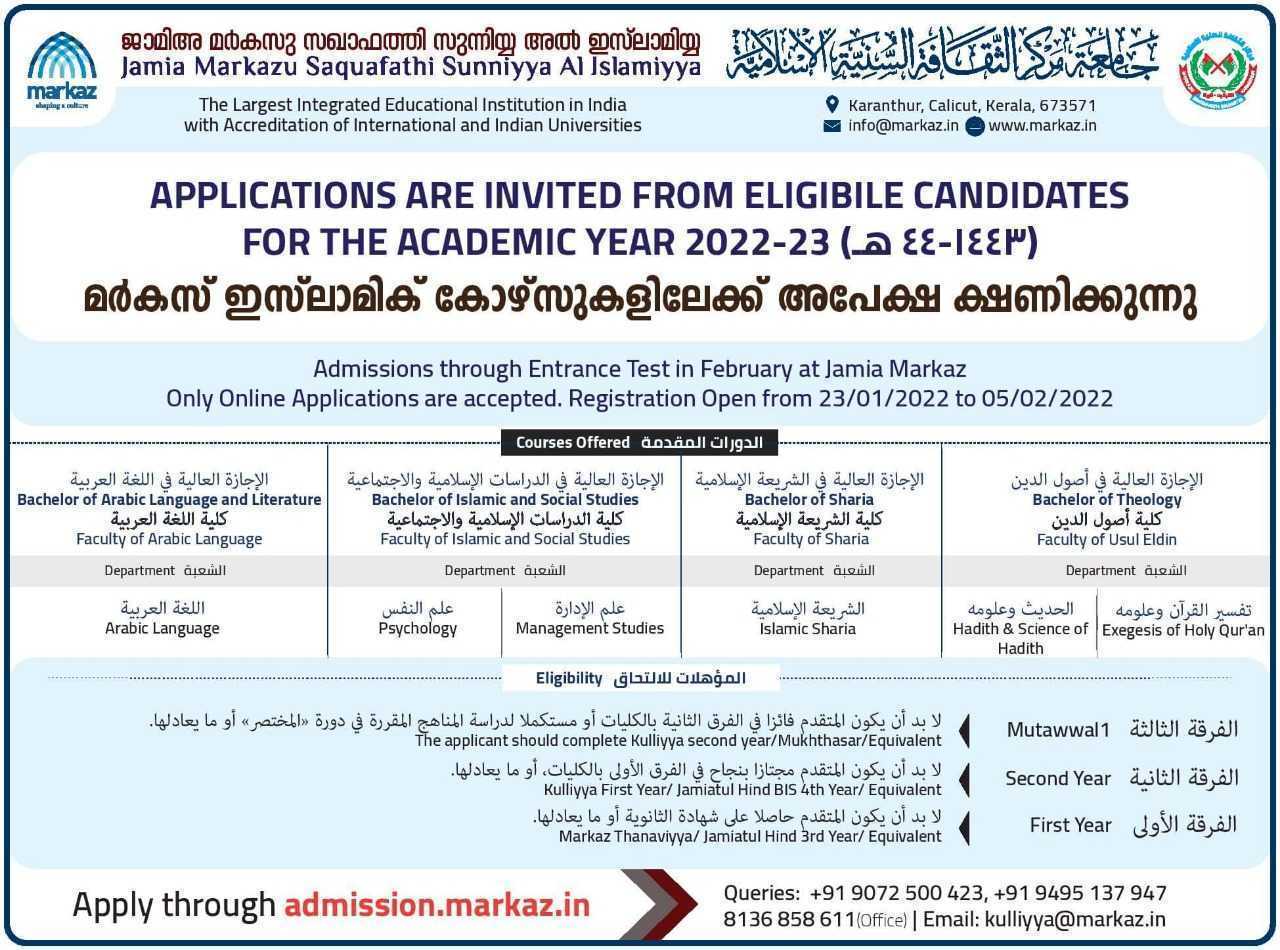 markaz
shaping a culture
ജാമിഅ മർകസു സഖാഫത്തി സുന്നിയ്യ അൽ ഇസ്‌ലാമിയ്യ
Jamia Markazu Saquafathi Sunniyya Al Islamiyya
جامعة مركز الثقافة السنية الإسلامية
The Largest Integrated Educational Institution in India
with Accreditation of International and Indian Universities
Karanthur, Calicut, Kerala, 673571
info@markaz.in www.markaz.in
APPLICATIONS ARE INVITED FROM ELIGIBILE CANDIDATES
FOR THE ACADEMIC YEAR 2022-23 (١٤٤٣-٤٤ هـ)
മർകസ് ഇസ്‌ലാമിക് കോഴ്‌സുകളിലേക്ക് അപേക്ഷ ക്ഷണിക്കുന്നു
Admissions through Entrance Test in February at Jamia Markaz
Only Online Applications are accepted. Registration Open from 23/01/2022 to 05/02/2022
Courses Offered الدورات المقدمة
الإجازة العالية في اللغة العربية
Bachelor of Arabic Language and Literature
كلية اللغة العربية
Faculty of Arabic Language
Department الشعبة
اللغة العربية
Arabic Language
الإجازة العالية في الدراسات الإسلامية والاجتماعية
Bachelor of Islamic and Social Studies
كلية الدراسات الإسلامية والاجتماعية
Faculty of Islamic and Social Studies
Department الشعبة
علم النفس
Psychology
علم الإدارة
Management Studies
الإجازة العالية في الشريعة الإسلامية
Bachelor of Sharia
كلية الشريعة الإسلامية
Faculty of Sharia
Department الشعبة
الشريعة الإسلامية
Islamic Sharia
الإجازة العالية في أصول الدين
Bachelor of Theology
كلية أصول الدين
Faculty of Usul Eldin
Department الشعبة
الحديث وعلومه
Hadith & Science of
Hadith
تفسير القرآن وعلومه
Exegesis of Holy Qur'an
Eligibility المؤهلات للالتحاق
الفرقة الثالثة Mutawwal1
لا بد أن يكون المتقدم فائزا في الفرق الثانية بالكليات أو مستكملا لدراسة المناهج المقررة في دورة «المختصر» أو ما يعادلها.
The applicant should complete Kulliyya second year/Mukhthasar/Equivalent
الفرقة الثانية Second Year
لا بد أن يكون المتقدم مجتازا بنجاح في الفرق الأولى بالكليات، أو ما يعادلها.
Kulliyya First Year/ Jamiatul Hind BIS 4th Year/ Equivalent
الفرقة الأولى First Year
لا بد أن يكون المتقدم حاصلا على شهادة الثانوية أو ما يعادلها.
Markaz Thanaviyya/ Jamiatul Hind 3rd Year/ Equivalent
Apply through admission.markaz.in
Queries: +91 9072 500 423, +91 9495 137 947
8136 858 611(Office) | Email: kulliyya@markaz.in